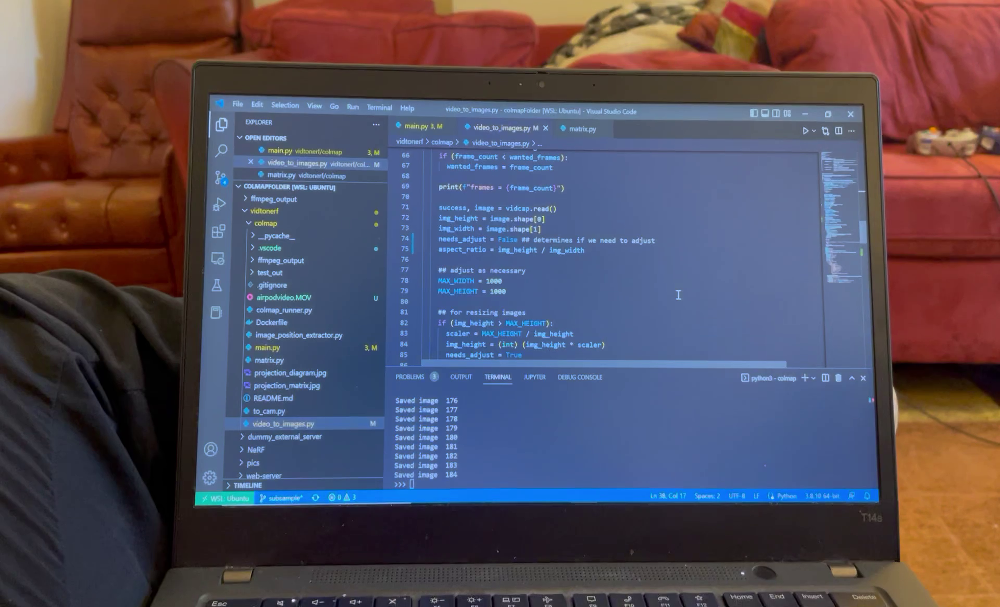 File Edit Selection View Go Run Terminal Help
video_to_images.py - colmapFolder [WSL: Ubuntu] - Visual Studio Code
EXPLORER
OPEN EDITORS
main.py vidtonerf/colmap 3, M
video_to_images.py vidtonerf/col... M
matrix.py vidtonerf/colmap
COLMAPFOLDER [WSL: UBUNTU]
ffmpeg_output
vidtonerf
colmap
__pycache__
.vscode
ffmpeg_output
test_out
.gitignore
airpodvideo.MOV U
colmap_runner.py
Dockerfile
image_position_extractor.py
main.py 3, M
matrix.py
projection_diagram.jpg
projection_matrix.jpg
README.md
to_cam.py
video_to_images.py M
dummy_external_server
NeRF
pics
web-server
TIMELINE
main.py 3, M video_to_images.py M matrix.py
vidtonerf > colmap > video_to_images.py > ...
66 if (frame_count < wanted_frames):
67 wanted_frames = frame_count
68
69 print(f"frames = {frame_count}")
70
71 success, image = vidcap.read()
72 img_height = image.shape[0]
73 img_width = image.shape[1]
74 needs_adjust = False ## determines if we need to adjust
75 aspect_ratio = img_height / img_width
76
77 ## adjust as necessary
78 MAX_WIDTH = 1000
79 MAX_HEIGHT = 1000
80
81 ## for resizing images
82 if (img_height > MAX_HEIGHT):
83 scaler = MAX_HEIGHT / img_height
84 img_height = (int) (img_height * scaler)
85 needs_adjust = True
PROBLEMS 3 OUTPUT TERMINAL JUPYTER DEBUG CONSOLE
python3 - colmap
Saved image 176
Saved image 177
Saved image 178
Saved image 179
Saved image 180
Saved image 181
Saved image 182
Saved image 183
Saved image 184
>>>
WSL: Ubuntu subsample* 0 3 Ln 38, Col 17 Spaces: 2 UTF-8 LF Python 3.8.10 64-bit
T14s
Esc F7 F9 F10 F11 F12 Home End Insert Delete